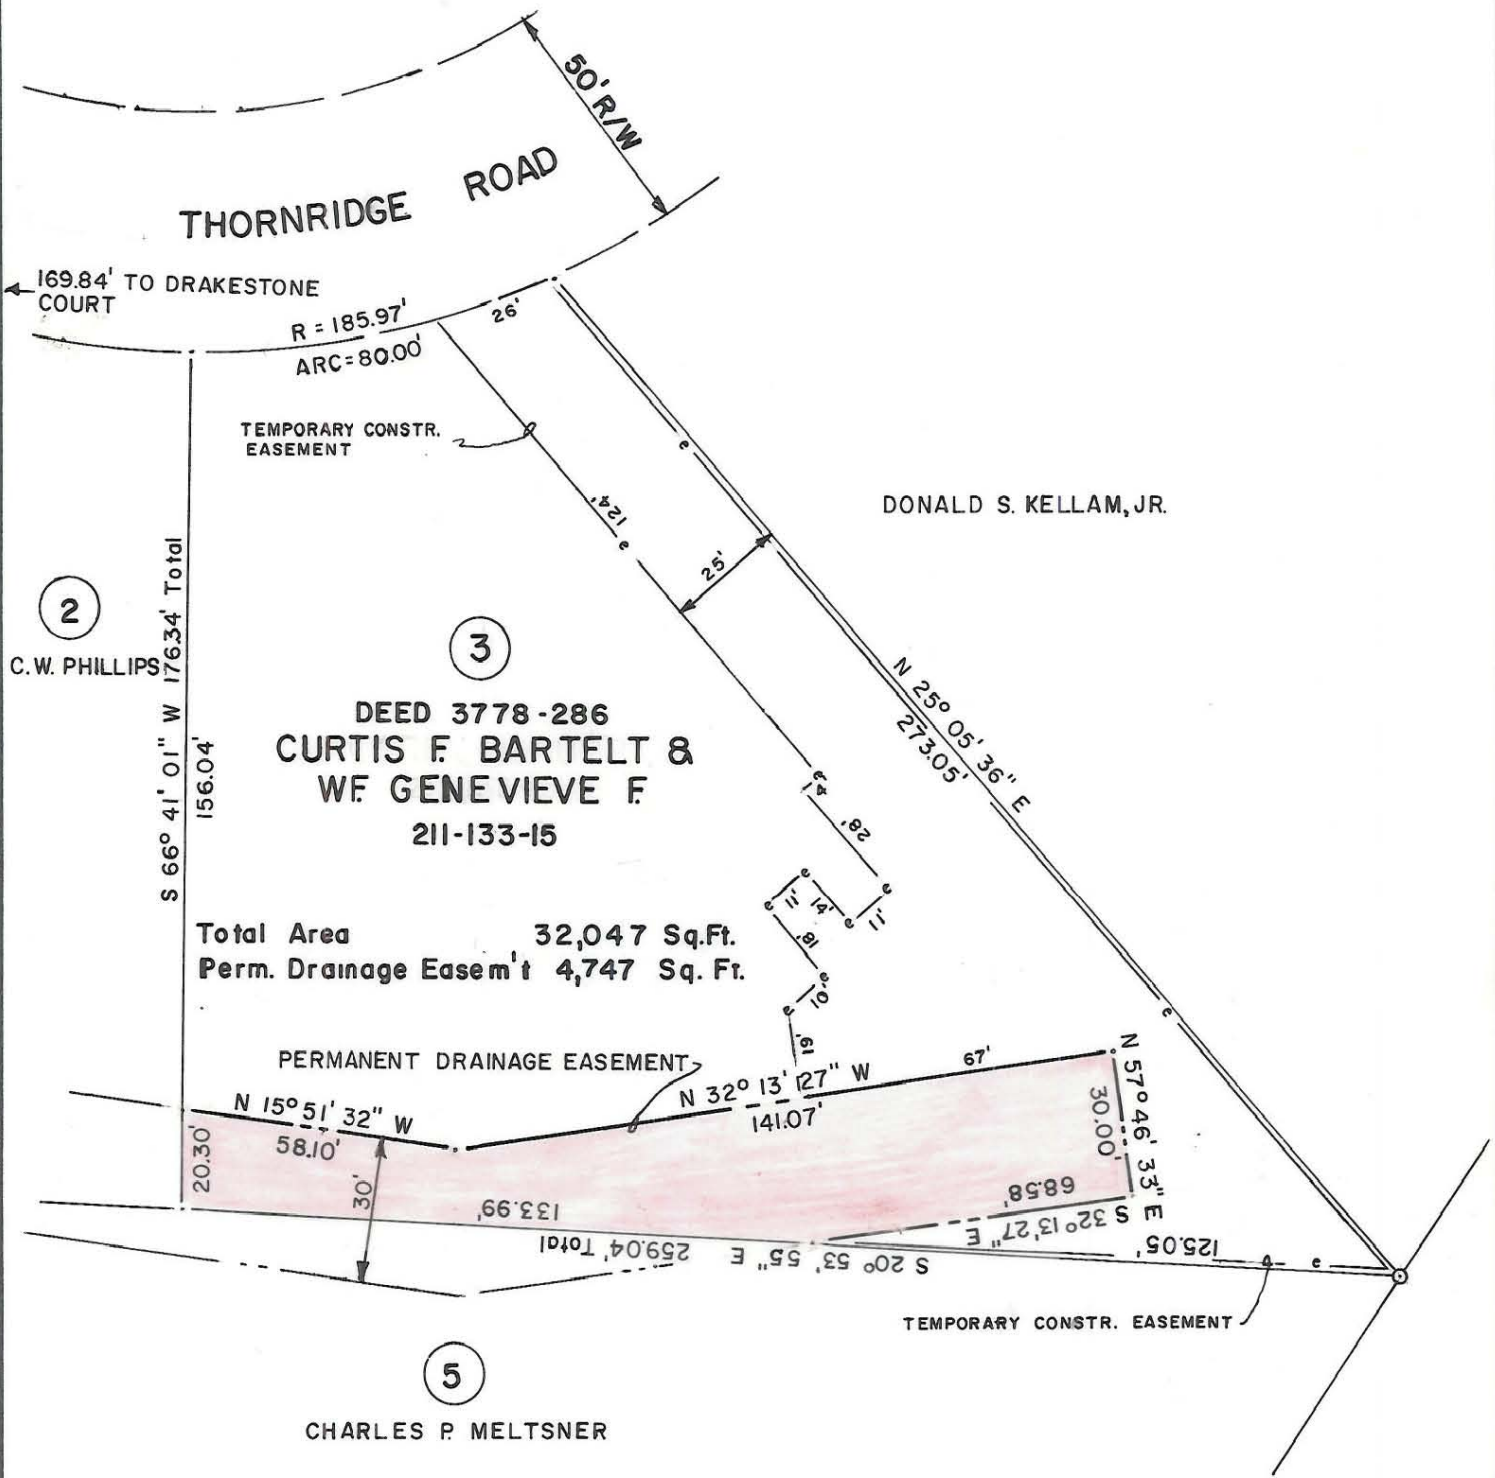 50' R/W
THORNRIDGE ROAD
169.84' TO DRAKESTONE
COURT
R = 185.97'
ARC = 80.00'
26'
TEMPORARY CONSTR.
EASEMENT
124'
25'
DONALD S. KELLAM, JR.
2
C.W. PHILLIPS
S 66° 41' 01" W 176.34' Total
156.04'
3
DEED 3778-286
CURTIS F. BARTELT &
WF. GENEVIEVE F.
211-133-15
N 25° 05' 36" E
273.05'
4'
28'
11'
14'
11'
18'
10'
19'
Total Area 32,047 Sq.Ft.
Perm. Drainage Easem't 4,747 Sq. Ft.
PERMANENT DRAINAGE EASEMENT
N 15° 51' 32" W
58.10'
N 32° 13' 27" W
141.07'
67'
N 57° 46' 33" E
30.00'
20.30'
30'
133.99'
68.58'
S 32° 13' 27" E
S 20° 53' 55" E 259.04' Total
125.05'
TEMPORARY CONSTR. EASEMENT
5
CHARLES P. MELTSNER